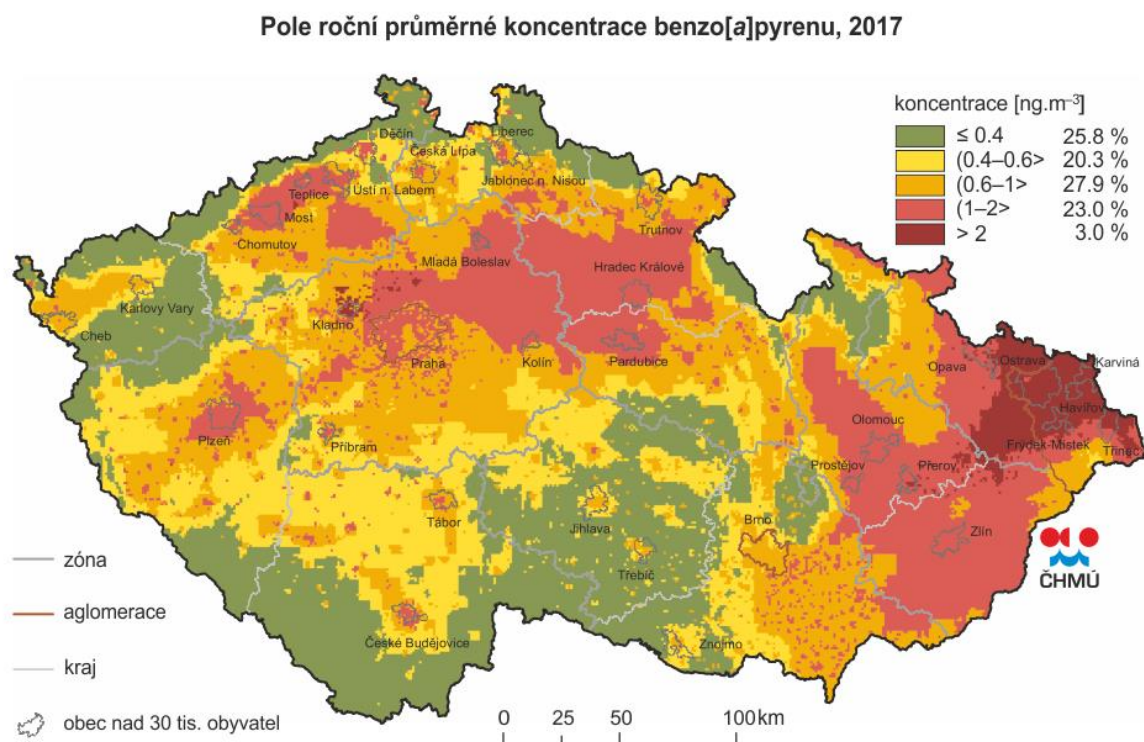 Pole roční průměrné koncentrace benzo[a]pyrenu, 2017
koncentrace [ng.m⁻³]
≤ 0.4 25.8 %
(0.4–0.6> 20.3 %
(0.6–1> 27.9 %
(1–2> 23.0 %
> 2 3.0 %
Děčín
Liberec
Česká Lípa
Jablonec n. Nisou
Teplice
Ústí n. Labem
Most
Trutnov
Chomutov
Mladá Boleslav
Hradec Králové
Karlovy Vary
Kladno
Cheb
Praha
Kolín
Pardubice
Opava
Ostrava
Karviná
Havířov
Olomouc
Plzeň
Příbram
Frýdek-Místek
Třinec
Prostějov
Přerov
Tábor
Jihlava
Brno
Zlín
Třebíč
České Budějovice
Znojmo
ČHMÚ
zóna
aglomerace
kraj
obec nad 30 tis. obyvatel
0 25 50 100 km